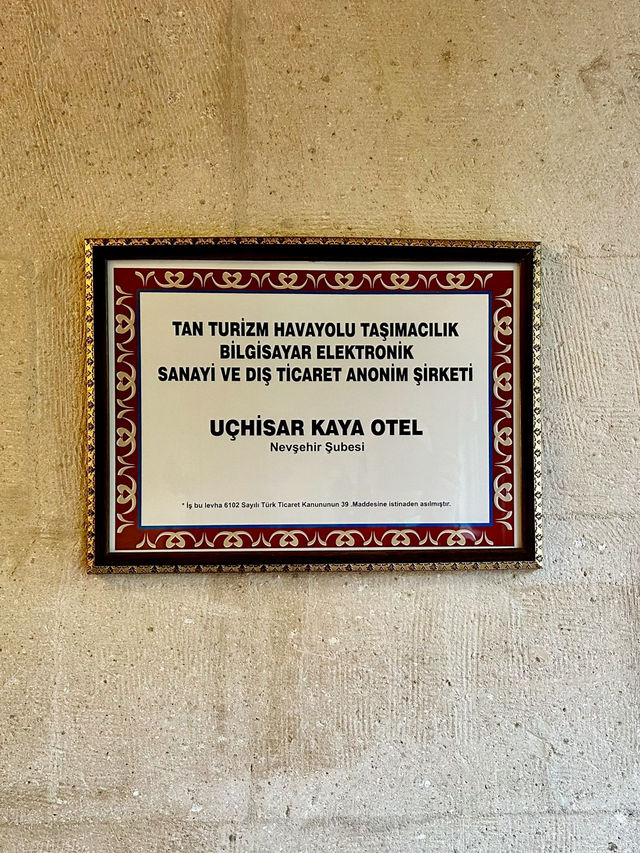 TAN TURİZM HAVAYOLU TAŞIMACILIK
BİLGİSAYAR ELEKTRONİK
SANAYİ VE DIŞ TİCARET ANONİM ŞİRKETİ
UÇHİSAR KAYA OTEL
Nevşehir Şubesi
* İş bu levha 6102 Sayılı Türk Ticaret Kanununun 39 .Maddesine istinaden asılmıştır.